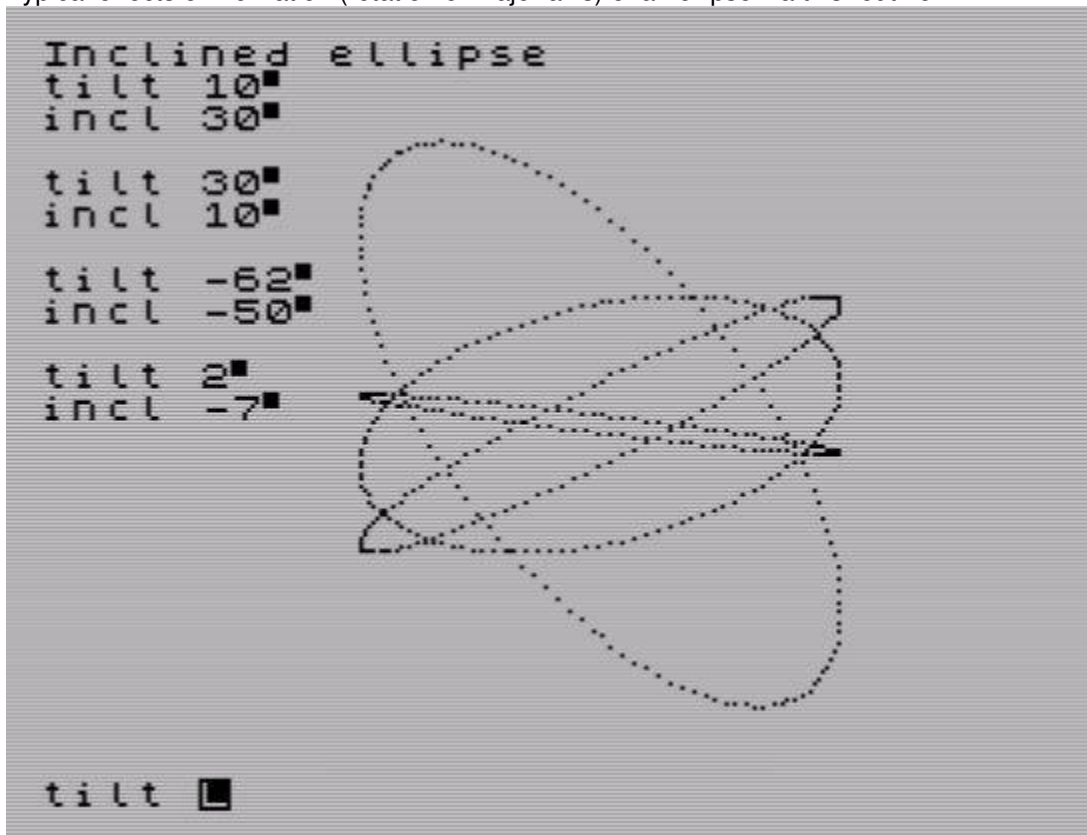 Inclined ellipse
tilt 10■
incl 30■
tilt 30■
incl 10■
tilt -62■
incl -50■
tilt 2■
incl -7■
tilt L